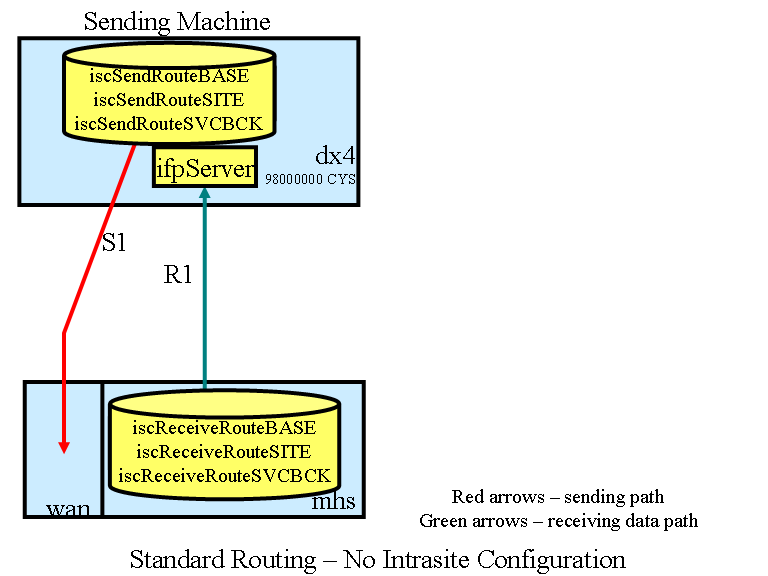 Sending Machine
iscSendRouteBASE
iscSendRouteSITE
iscSendRouteSVCBCK
ifpServer
dx4
98000000 CYS
S1
R1
iscReceiveRouteBASE
iscReceiveRouteSITE
iscReceiveRouteSVCBCK
wan
mhs
Red arrows – sending path
Green arrows – receiving data path
Standard Routing – No Intrasite Configuration